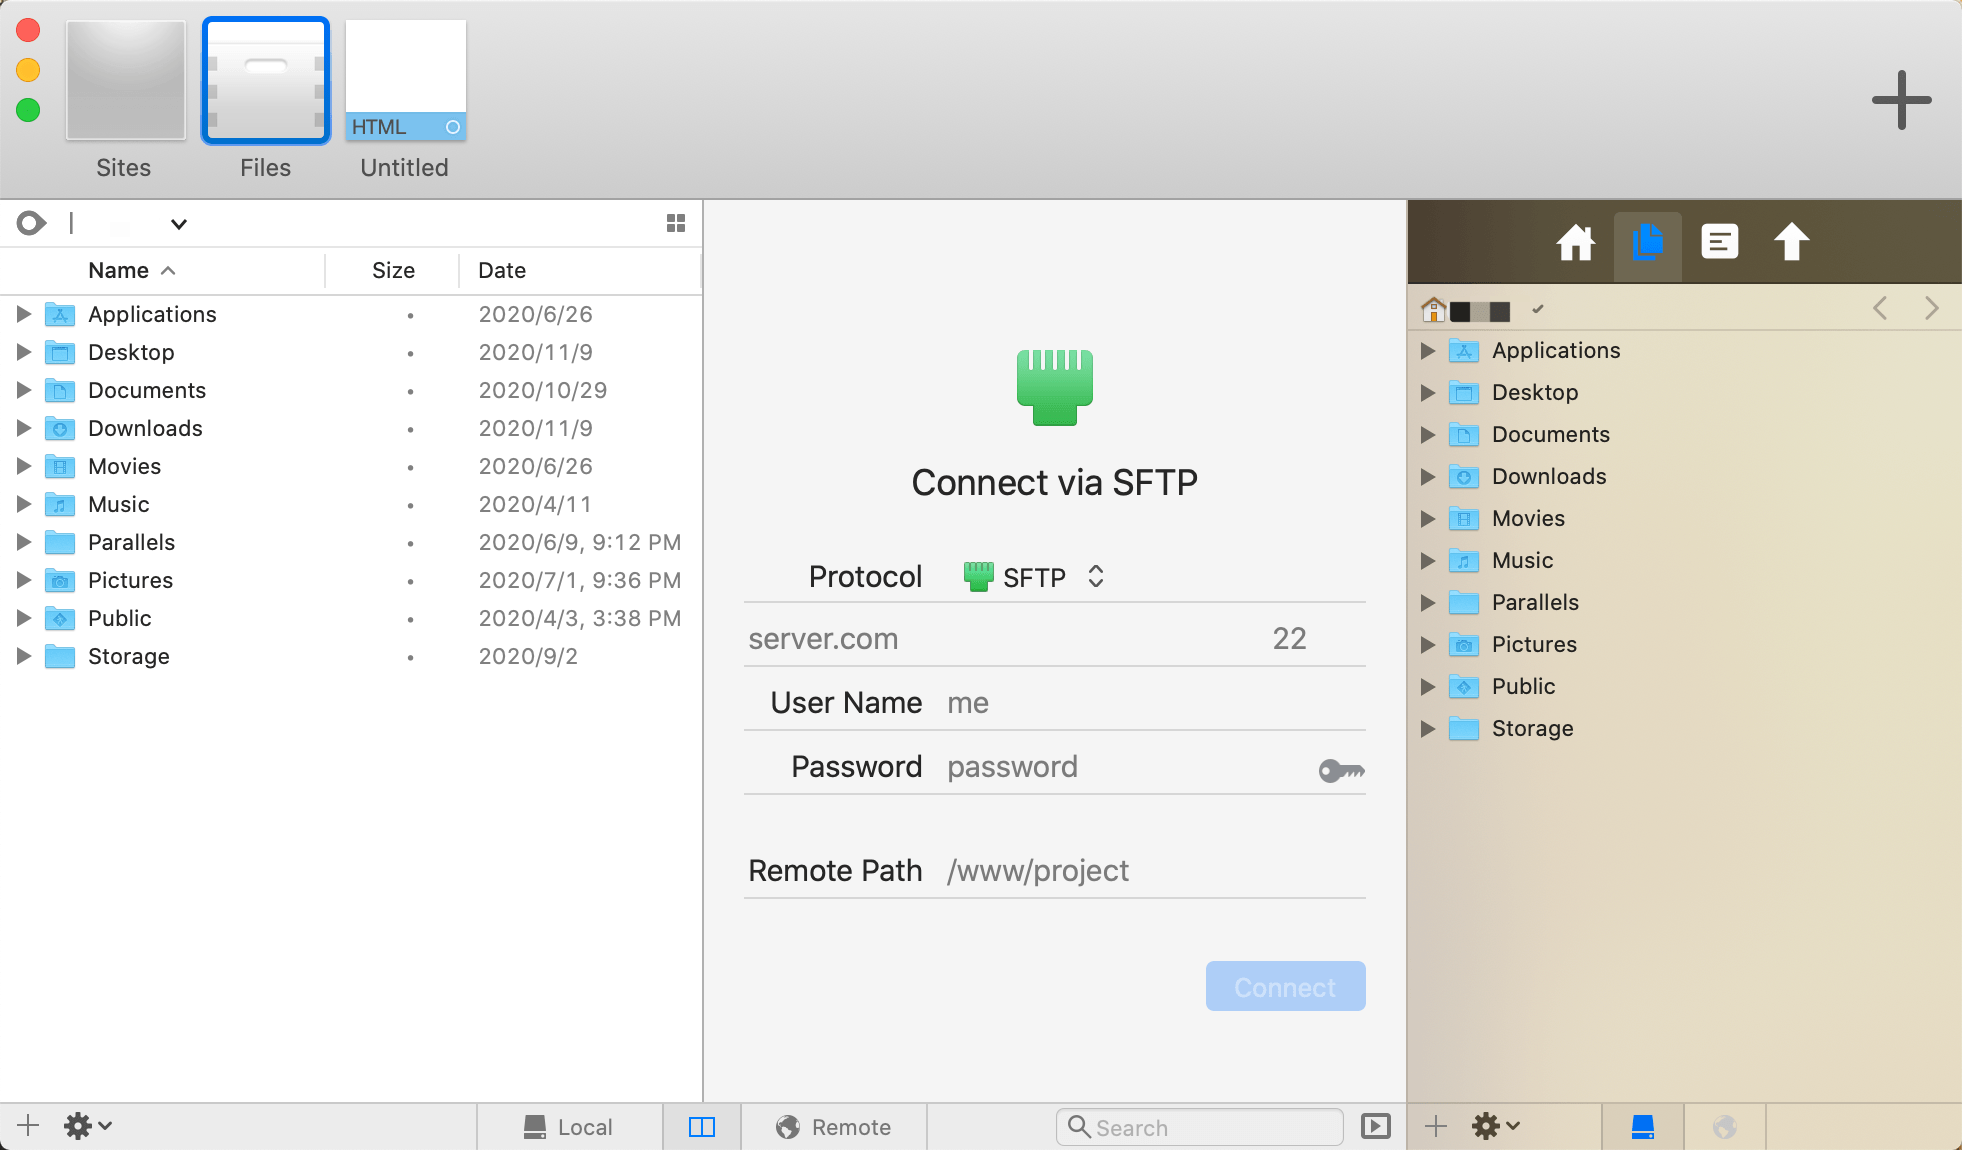 HTML
Sites Files Untitled
Name Size Date
Applications 2020/6/26
Desktop 2020/11/9
Documents 2020/10/29
Downloads 2020/11/9
Movies 2020/6/26
Music 2020/4/11
Parallels 2020/6/9, 9:12 PM
Pictures 2020/7/1, 9:36 PM
Public 2020/4/3, 3:38 PM
Storage 2020/9/2
Connect via SFTP
Protocol SFTP
server.com 22
User Name me
Password password
Remote Path /www/project
Connect
Applications
Desktop
Documents
Downloads
Movies
Music
Parallels
Pictures
Public
Storage
Local Remote Search